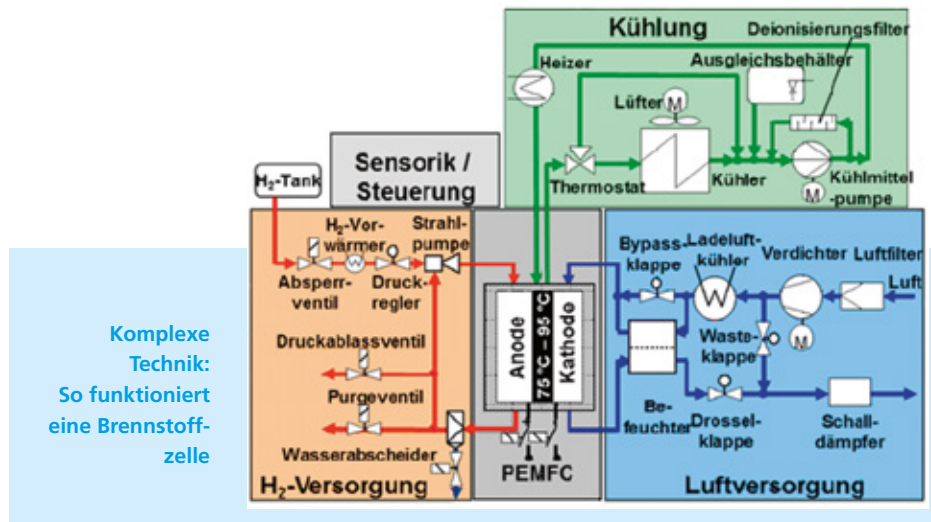 Kühlung
Deionisierungsfilter
Ausgleichsbehälter
Heizer
Lüfter
M
Thermostat
Kühler
Kühlmittel
-pumpe
M
Sensorik /
Steuerung
H₂-Tank
H₂-Vor-
wärmer
Strahl-
pumpe
W
Absperr-
ventil
Druck-
regler
Druckablassventil
Purgeventil
Wasserabscheider
H₂-Versorgung
Anode
75 °C – 95 °C
Kathode
PEMFC
Bypass-
klappe
Ladeluft-
kühler
Verdichter
Luftfilter
Luft
W
M
Waste-
klappe
Be-
feuchter
Drossel-
klappe
Schall-
dämpfer
Luftversorgung
Komplexe
Technik:
So funktioniert
eine Brennstoff-
zelle